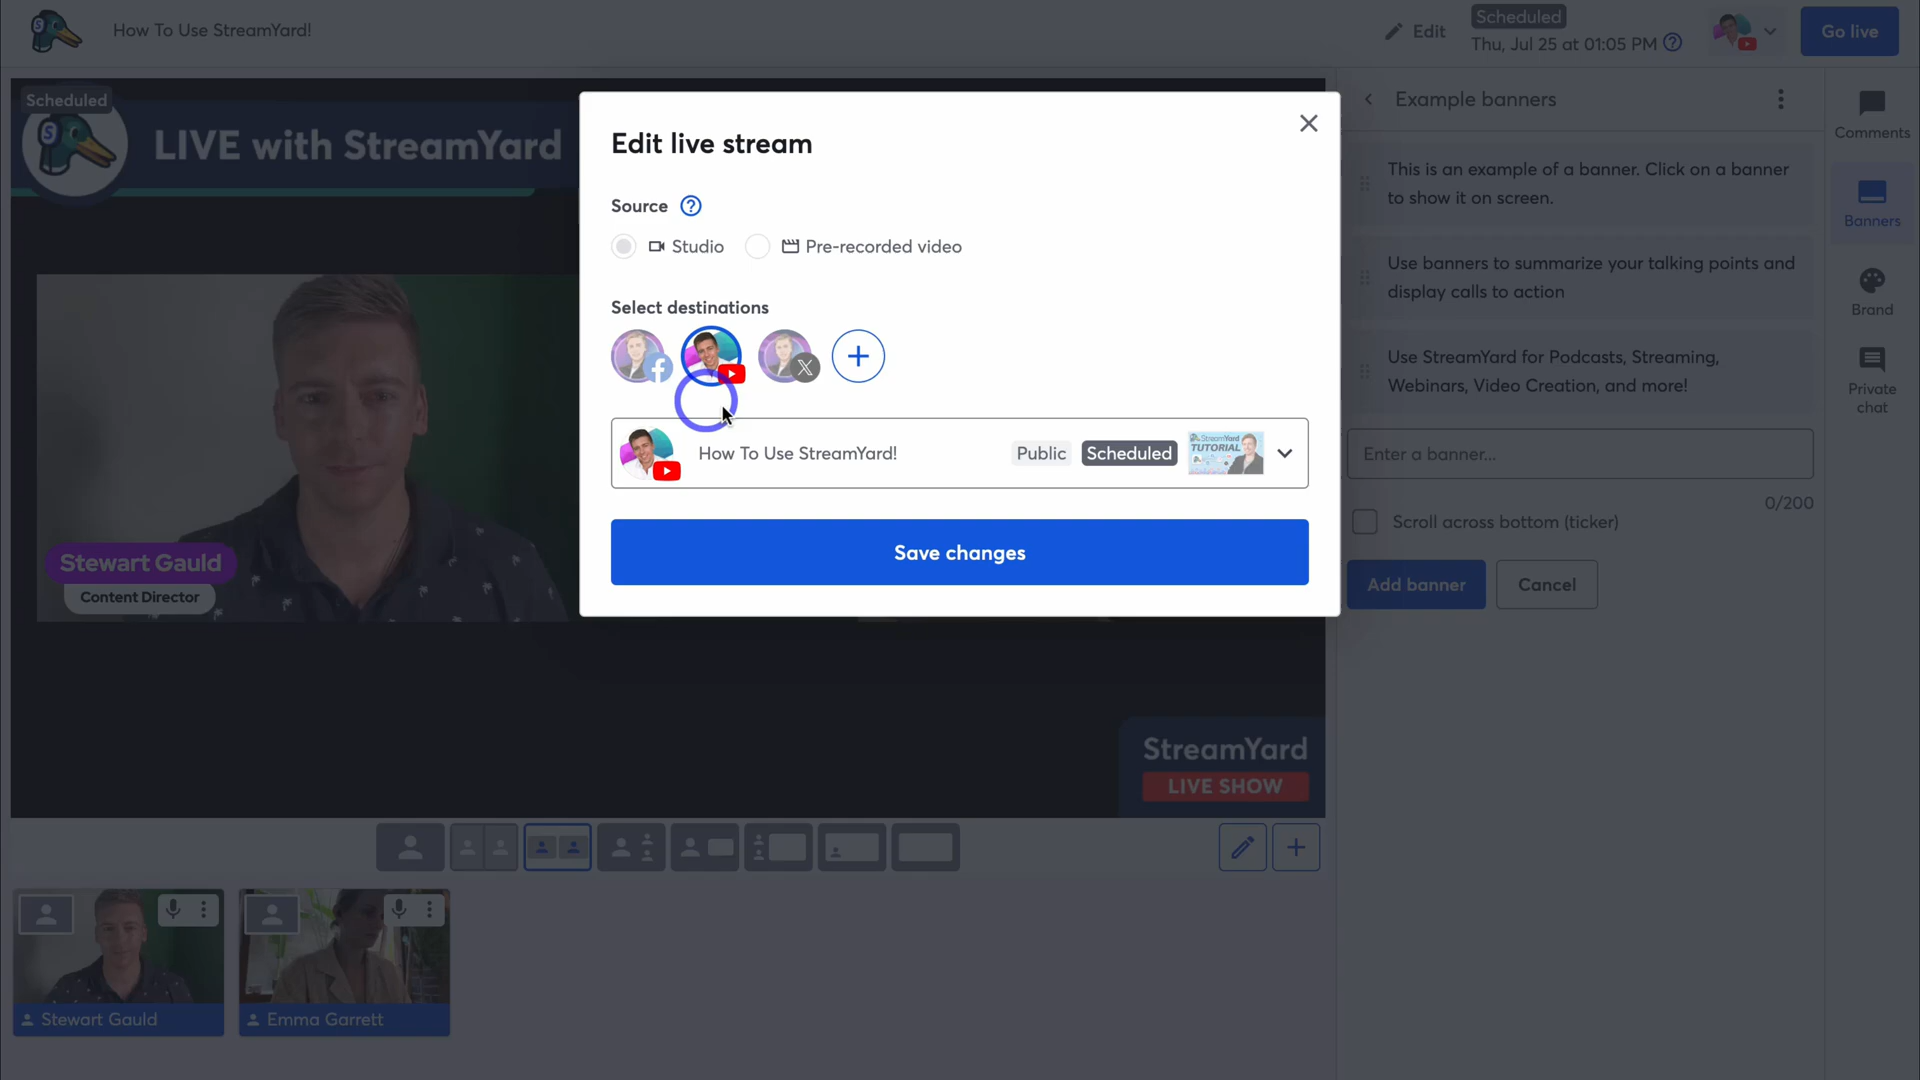 How To Use StreamYard!
Edit
Scheduled
Thu, Jul 25 at 01:05 PM
Go live
Scheduled
LIVE with StreamYard
Stewart Gauld
Content Director
StreamYard
LIVE SHOW
Edit live stream
Source
Studio
Pre-recorded video
Select destinations
How To Use StreamYard!
Public
Scheduled
StreamYard
TUTORIAL
Save changes
Example banners
This is an example of a banner. Click on a banner
to show it on screen.
Use banners to summarize your talking points and
display calls to action
Use StreamYard for Podcasts, Streaming,
Webinars, Video Creation, and more!
Enter a banner...
0/200
Scroll across bottom (ticker)
Add banner
Cancel
Comments
Banners
Brand
Private
chat
Stewart Gauld
Emma Garrett